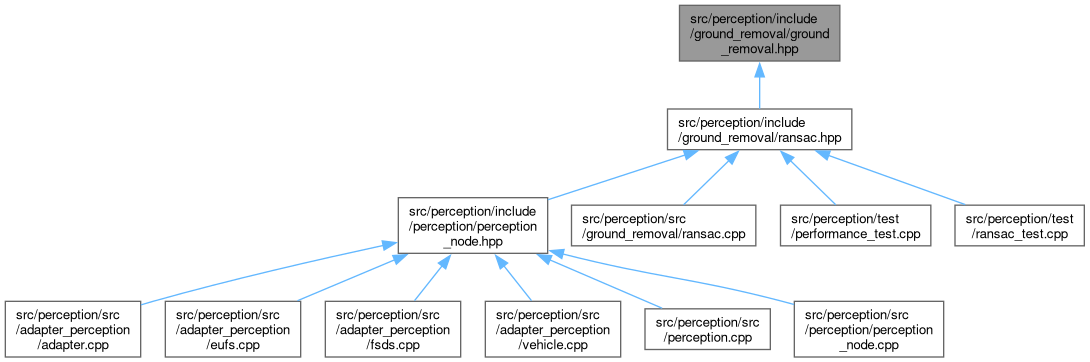 src/perception/include
/ground_removal/ground
_removal.hpp
src/perception/include
/ground_removal/ransac.hpp
src/perception/include
/perception/perception
_node.hpp
src/perception/src
/ground_removal/ransac.cpp
src/perception/test
/performance_test.cpp
src/perception/test
/ransac_test.cpp
src/perception/src
/adapter_perception
/adapter.cpp
src/perception/src
/adapter_perception
/eufs.cpp
src/perception/src
/adapter_perception
/fsds.cpp
src/perception/src
/adapter_perception
/vehicle.cpp
src/perception/src
/perception.cpp
src/perception/src
/perception/perception
_node.cpp